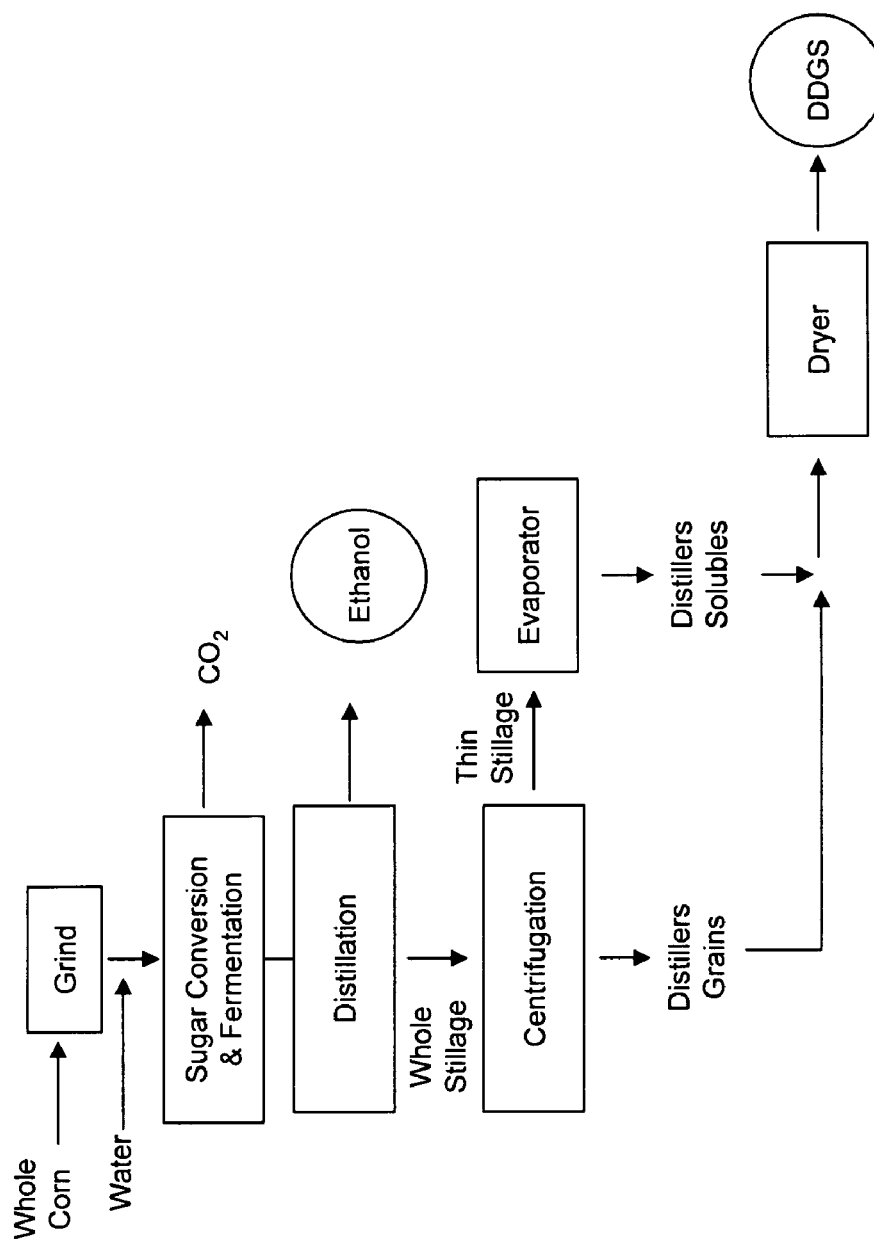 Whole
Corn
Grind
Water
Sugar Conversion
& Fermentation
CO₂
Distillation
Ethanol
Whole
Stillage
Centrifugation
Thin
Stillage
Evaporator
Distillers
Grains
Distillers
Solubles
Dryer
DDGS